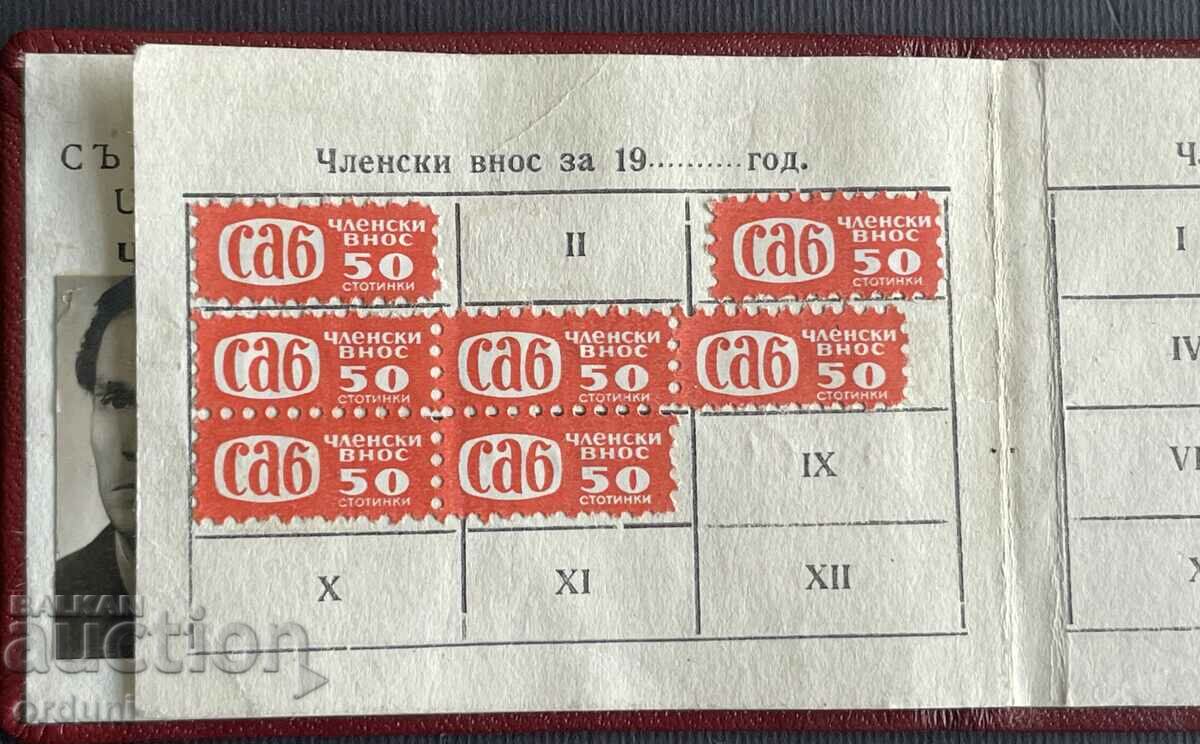 СЪ
Членски внос за 19.......... год.
саб ЧЛЕНСКИ ВНОС 50 СТОТИНКИ
II
саб ЧЛЕНСКИ ВНОС 50 СТОТИНКИ
I
саб ЧЛЕНСКИ ВНОС 50 СТОТИНКИ
саб ЧЛЕНСКИ ВНОС 50 СТОТИНКИ
саб ЧЛЕНСКИ ВНОС 50 СТОТИНКИ
IV
саб ЧЛЕНСКИ ВНОС 50 СТОТИНКИ
саб ЧЛЕНСКИ ВНОС 50 СТОТИНКИ
IX
X
XI
XII
X
BALKAN
auction
orduni